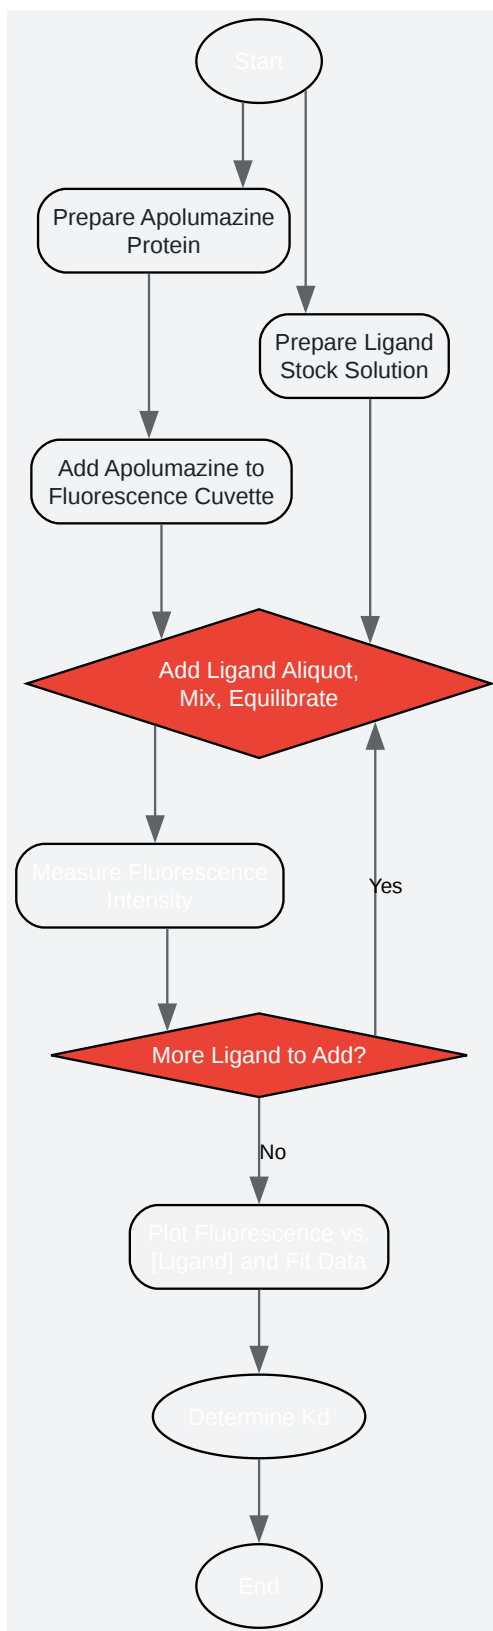 Start
Prepare Apolumazine
Protein
Prepare Ligand
Stock Solution
Add Apolumazine to
Fluorescence Cuvette
Add Ligand Aliquot,
Mix, Equilibrate
Measure Fluorescence
Intensity
Yes
More Ligand to Add?
No
Plot Fluorescence vs.
[Ligand] and Fit Data
Determine Kd
End